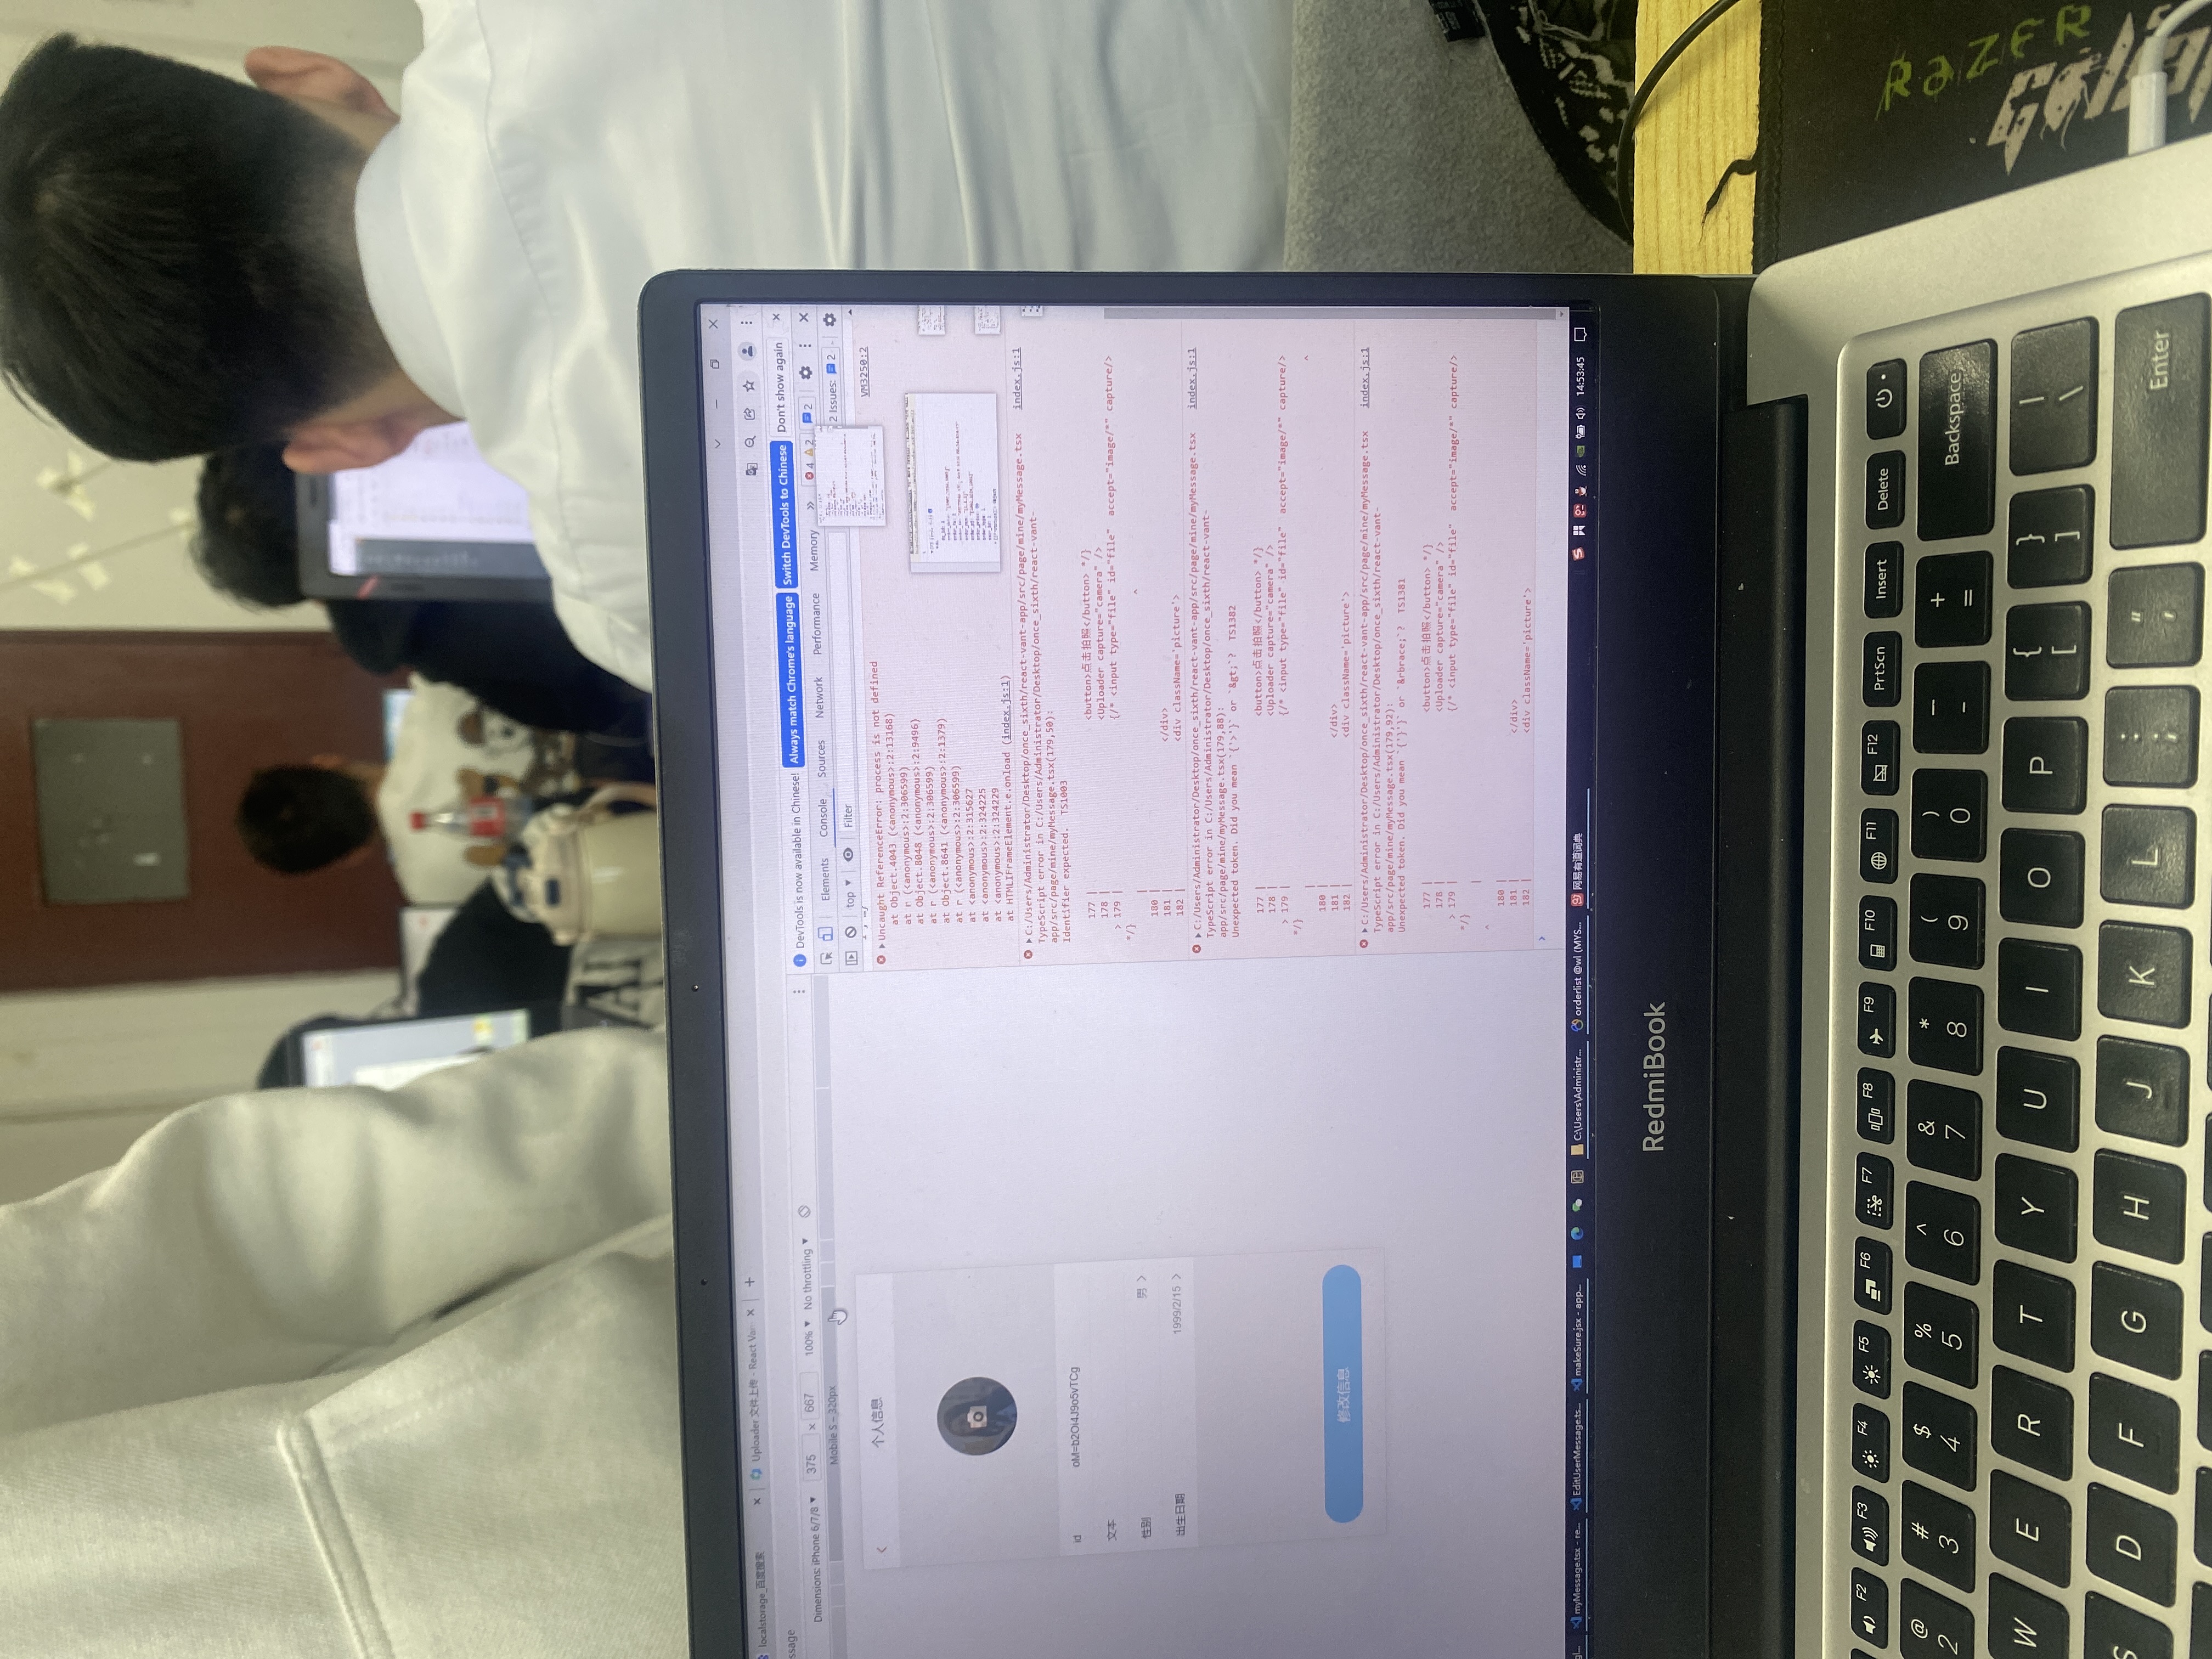 AI
localstorage_百度搜索
Uploader 文件上传 - React Van
ssage
Dimensions: iPhone 6/7/8
375
x
667
100%
No throttling
Mobile S – 320px
个人信息
id
oM=b2Oi4J9o5vTCg
文本
性别
男
出生日期
1999/2/15
修改信息
DevTools is now available in Chinese!
Always match Chrome's language
Switch DevTools to Chinese
Don't show again
Elements
Console
Sources
Network
Performance
Memory
4
2
2
top
Filter
2 Issues:
2
VM3250:2
Uncaught ReferenceError: process is not defined
at Object.4043 (<anonymous>:2:13168)
at r (<anonymous>:2:306599)
at Object.8048 (<anonymous>:2:9496)
at r (<anonymous>:2:306599)
at Object.8641 (<anonymous>:2:1379)
at r (<anonymous>:2:306599)
at <anonymous>:2:315627
at <anonymous>:2:324225
at <anonymous>:2:324229
at HTMLIFrameElement.e.onload (index.js:1)
C:/Users/Administrator/Desktop/once_sixth/react-vant-app/src/page/mine/myMessage.tsx
index.js:1
TypeScript error in C:/Users/Administrator/Desktop/once_sixth/react-vant-
app/src/page/mine/myMessage.tsx(179,50):
Identifier expected. TS1003
177 | <button>点击拍照</button> */}
178 | <Uploader capture="camera" />
> 179 | {/* <input type="file" id="file" accept="image/*" capture/>
*/}
| ^
180 |
181 | </div>
182 | <div className='picture'>
C:/Users/Administrator/Desktop/once_sixth/react-vant-app/src/page/mine/myMessage.tsx
index.js:1
TypeScript error in C:/Users/Administrator/Desktop/once_sixth/react-vant-
app/src/page/mine/myMessage.tsx(179,88):
Unexpected token. Did you mean `{'>'}` or `&gt;`? TS1382
177 | <button>点击拍照</button> */}
178 | <Uploader capture="camera" />
> 179 | {/* <input type="file" id="file" accept="image/*" capture/>
*/}
| ^
180 |
181 | </div>
182 | <div className='picture'>
C:/Users/Administrator/Desktop/once_sixth/react-vant-app/src/page/mine/myMessage.tsx
index.js:1
TypeScript error in C:/Users/Administrator/Desktop/once_sixth/react-vant-
app/src/page/mine/myMessage.tsx(179,92):
Unexpected token. Did you mean `{'}'}` or `&rbrace;`? TS1381
177 | <button>点击拍照</button> */}
178 | <Uploader capture="camera" />
> 179 | {/* <input type="file" id="file" accept="image/*" capture/>
*/}
|
^
180 |
181 | </div>
182 | <div className='picture'>
myMessage.tsx - re...
EditUserMessage.ts...
makeSure.jsx - app...
C:\Users\Administr...
orderlist @wl (MYS...
网易有道词典
14:53:45
RedmiBook
F2 F3 F4 F5 F6 F7 F8 F9 F10 F11 F12 PrtScn Insert Delete
@ # $ % ^ & * ( ) — +
2 3 4 5 6 7 8 9 0 - = Backspace
W E R T Y U I O P { } |
[ ] \
S D F G H J K L : "
; ' Enter
RAZER